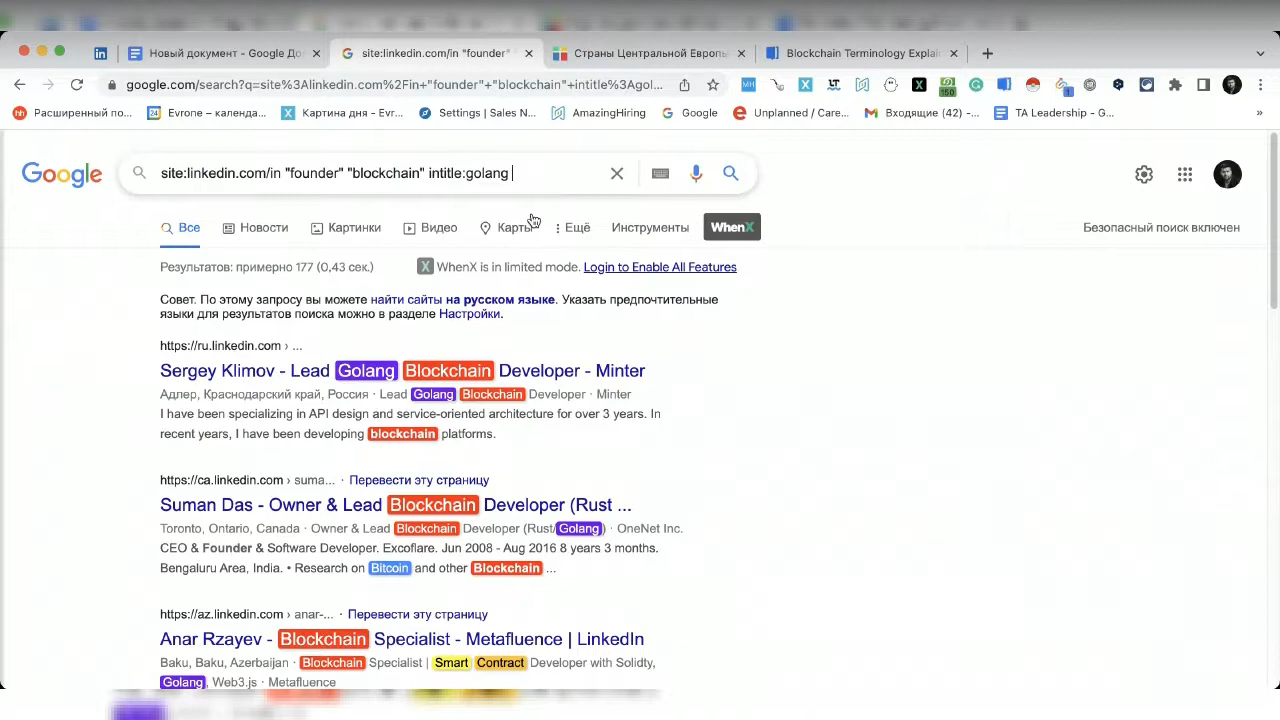 Новый документ - Google До
site:linkedin.com/in "founder"
Страны Центральной Европы
Blockchain Terminology Explai
google.com/search?q=site%3Alinkedin.com%2Fin+"founder"+"blockchain"+intitle%3Agol...
Расширенный по...
Evrone – календа...
Картина дня - Evr...
Settings | Sales N...
AmazingHiring
Google
Unplanned / Care...
Входящие (42) -...
TA Leadership - G...
»
Google
site:linkedin.com/in "founder" "blockchain" intitle:golang
Все
Новости
Картинки
Видео
Карты
Ещё
Инструменты
WhenX
Безопасный поиск включен
Результатов: примерно 177 (0,43 сек.)
WhenX is in limited mode. Login to Enable All Features
Совет. По этому запросу вы можете найти сайты на русском языке. Указать предпочтительные
языки для результатов поиска можно в разделе Настройки.
https://ru.linkedin.com › ...
Sergey Klimov - Lead Golang Blockchain Developer - Minter
Адлер, Краснодарский край, Россия · Lead Golang Blockchain Developer · Minter
I have been specializing in API design and service-oriented architecture for over 3 years. In
recent years, I have been developing blockchain platforms.
https://ca.linkedin.com › suma... · Перевести эту страницу
Suman Das - Owner & Lead Blockchain Developer (Rust ...
Toronto, Ontario, Canada · Owner & Lead Blockchain Developer (Rust/Golang) · OneNet Inc.
CEO & Founder & Software Developer. Excoflare. Jun 2008 - Aug 2016 8 years 3 months.
Bengaluru Area, India. • Research on Bitcoin and other Blockchain ...
https://az.linkedin.com › anar-... · Перевести эту страницу
Anar Rzayev - Blockchain Specialist - Metafluence | LinkedIn
Baku, Baku, Azerbaijan · Blockchain Specialist | Smart Contract Developer with Solidty,
Golang, Web3.js · Metafluence